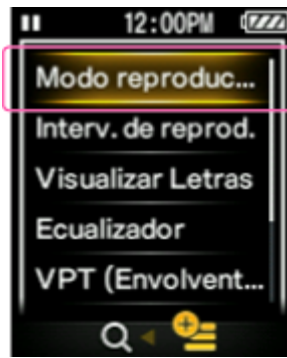 12:00PM
Modo reproduc...
Interv. de reprod.
Visualizar Letras
Ecualizador
VPT (Envolvent...